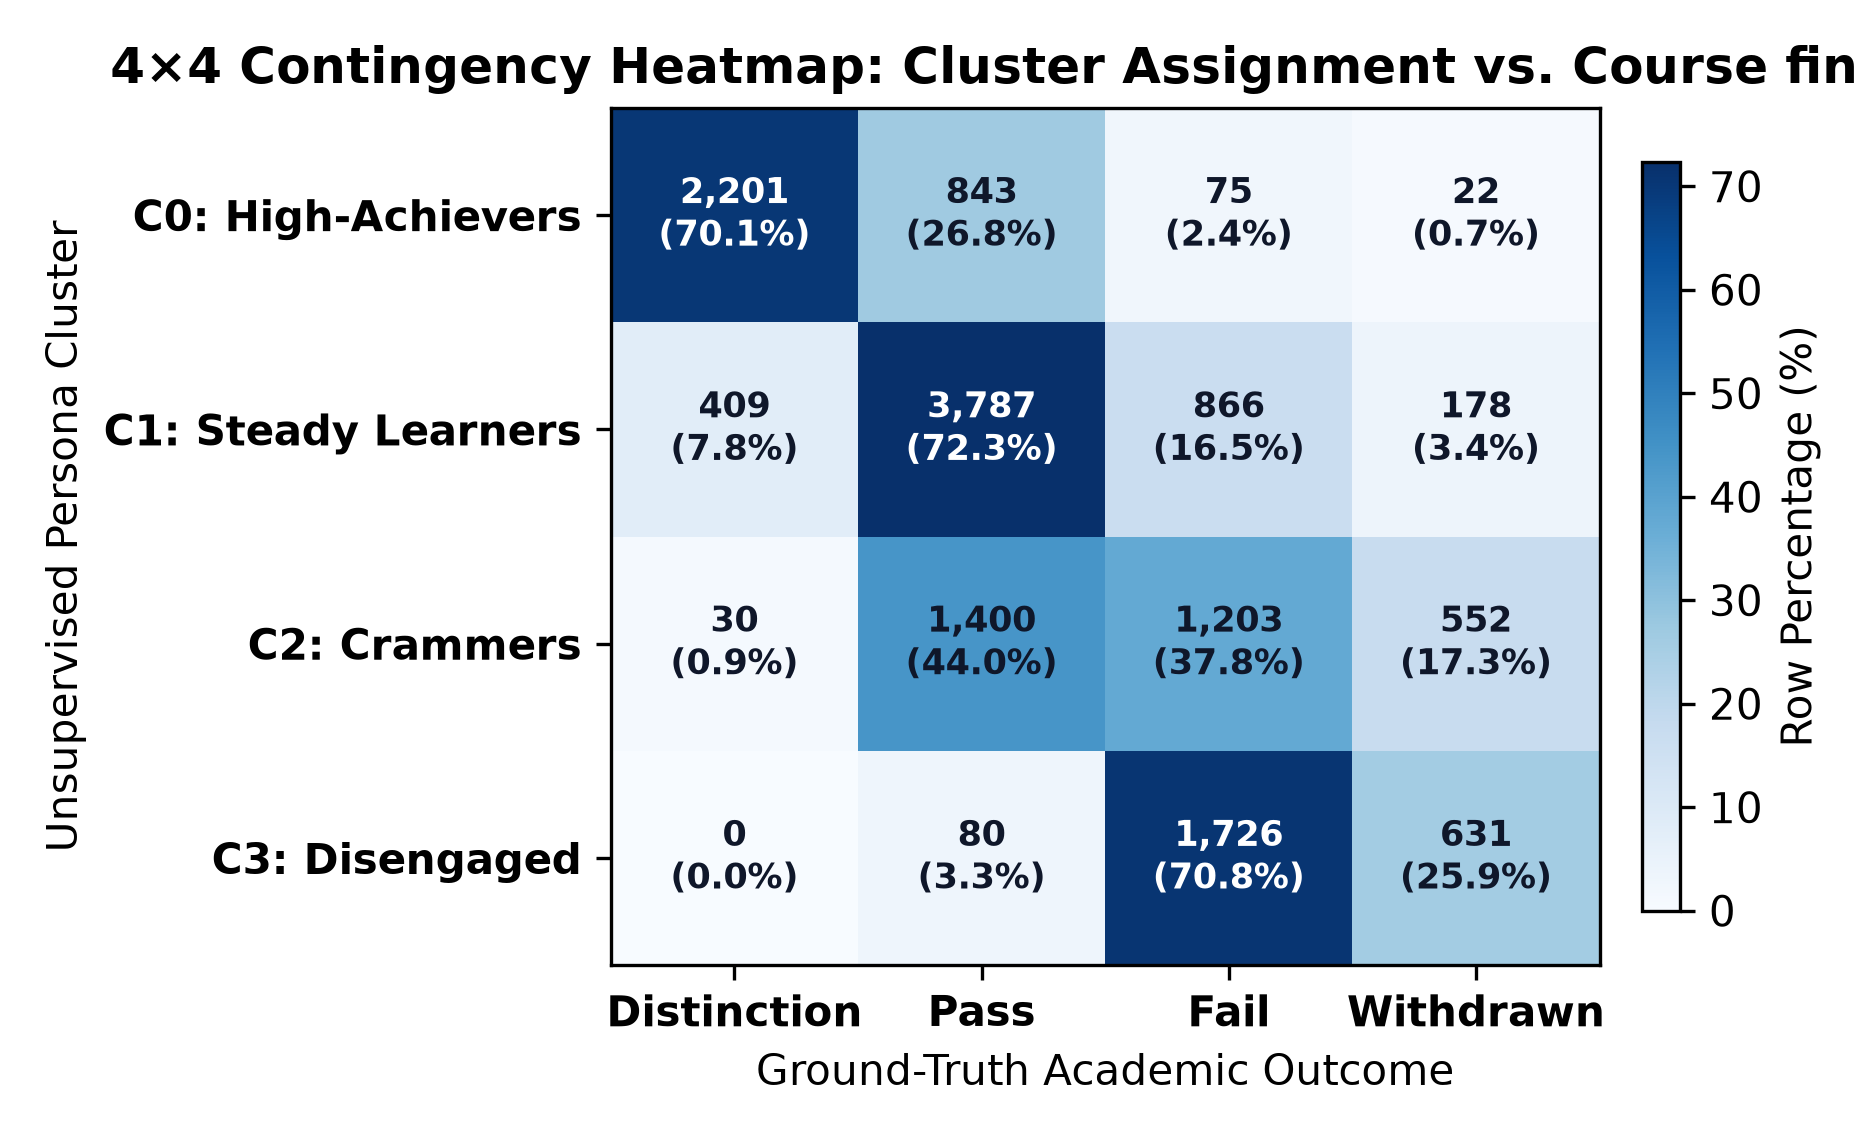 4×4 Contingency Heatmap: Cluster Assignment vs. Course fin
Unsupervised Persona Cluster
C0: High-Achievers
2,201 843 75 22
(70.1%) (26.8%) (2.4%) (0.7%)
C1: Steady Learners
409 3,787 866 178
(7.8%) (72.3%) (16.5%) (3.4%)
C2: Crammers
30 1,400 1,203 552
(0.9%) (44.0%) (37.8%) (17.3%)
C3: Disengaged
0 80 1,726 631
(0.0%) (3.3%) (70.8%) (25.9%)
Distinction Pass Fail Withdrawn
Ground-Truth Academic Outcome
70
60
50
40
30
20
10
0
Row Percentage (%)